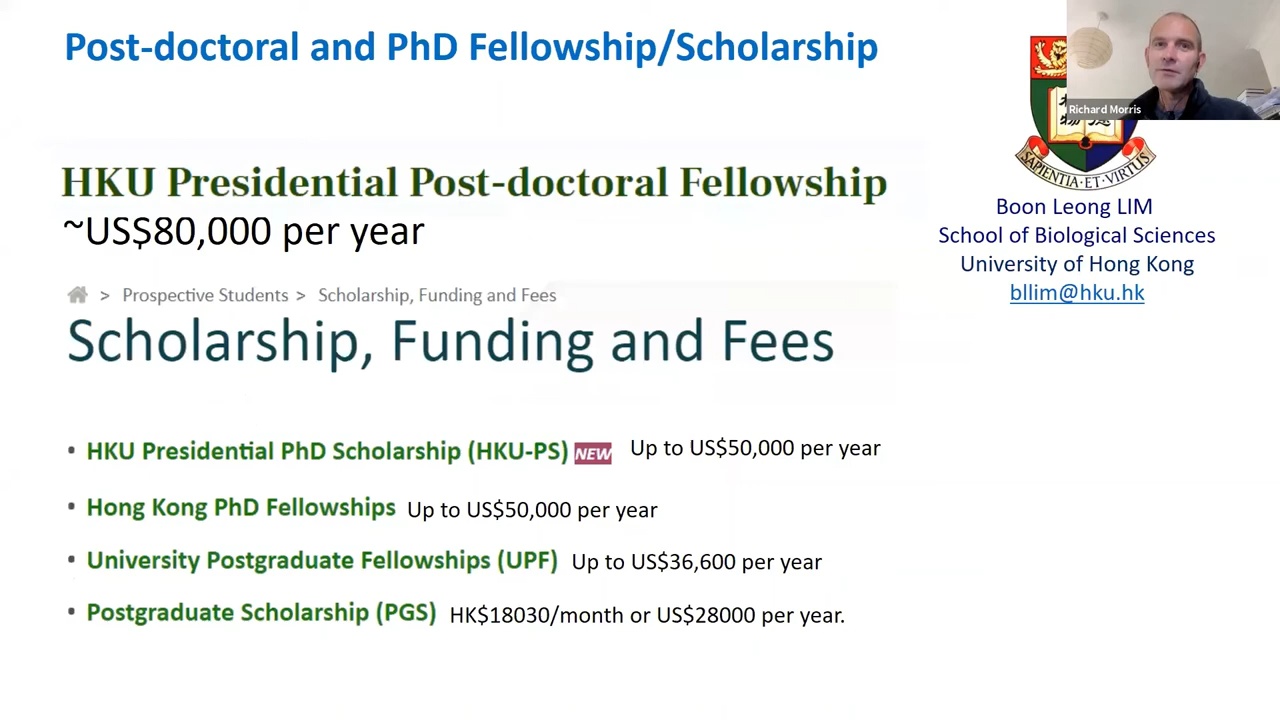 Post-doctoral and PhD Fellowship/Scholarship
Richard Morris
SAPIENTIA·ET·VIRTUS
HKU Presidential Post-doctoral Fellowship
~US$80,000 per year
Boon Leong LIM
School of Biological Sciences
University of Hong Kong
bllim@hku.hk
> Prospective Students > Scholarship, Funding and Fees
Scholarship, Funding and Fees
• HKU Presidential PhD Scholarship (HKU-PS) NEW Up to US$50,000 per year
• Hong Kong PhD Fellowships Up to US$50,000 per year
• University Postgraduate Fellowships (UPF) Up to US$36,600 per year
• Postgraduate Scholarship (PGS) HK$18030/month or US$28000 per year.